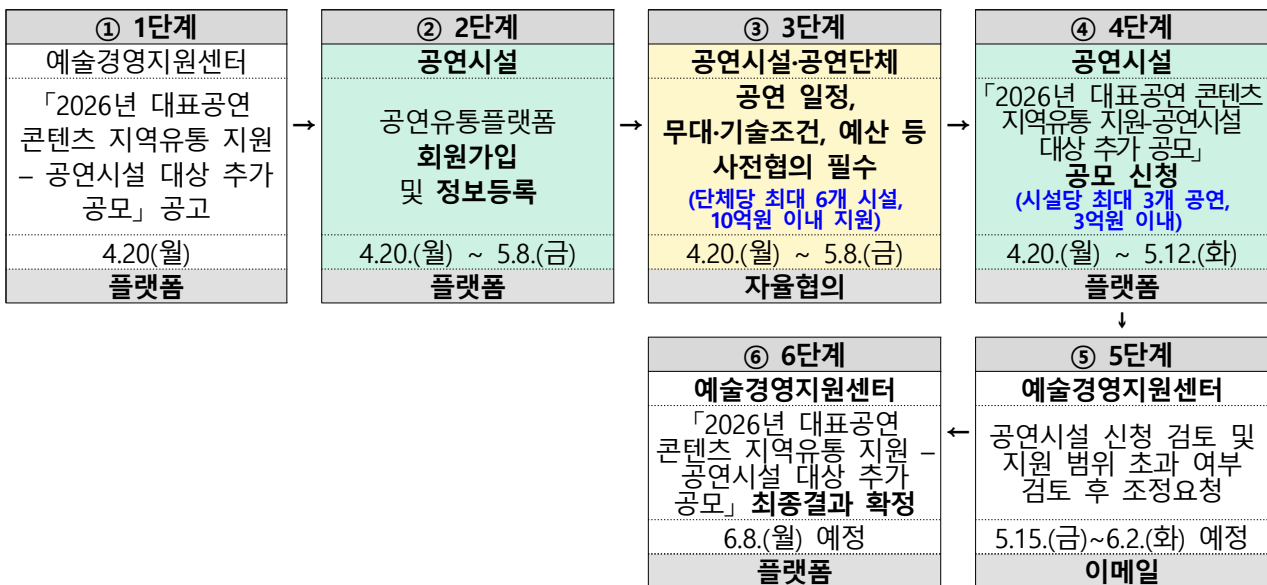 ① 1단계
예술경영지원센터
「2026년 대표공연
콘텐츠 지역유통 지원
– 공연시설 대상 추가
공모」 공고
4.20(월)
플랫폼
→
② 2단계
공연시설
공연유통플랫폼
회원가입
및 정보등록
4.20.(월) ~ 5.8.(금)
플랫폼
→
③ 3단계
공연시설·공연단체
공연 일정,
무대·기술조건, 예산 등
사전협의 필수
(단체당 최대 6개 시설,
10억원 이내 지원)
4.20.(월) ~ 5.8.(금)
자율협의
→
④ 4단계
공연시설
「2026년 대표공연 콘텐츠
지역유통 지원-공연시설
대상 추가 공모」
공모 신청
(시설당 최대 3개 공연,
3억원 이내)
4.20.(월) ~ 5.12.(화)
플랫폼
↓
⑤ 5단계
예술경영지원센터
공연시설 신청 검토 및
지원 범위 초과 여부
검토 후 조정요청
5.15.(금)~6.2.(화) 예정
이메일
←
⑥ 6단계
예술경영지원센터
「2026년 대표공연
콘텐츠 지역유통 지원 –
공연시설 대상 추가
공모」 최종결과 확정
6.8.(월) 예정
플랫폼